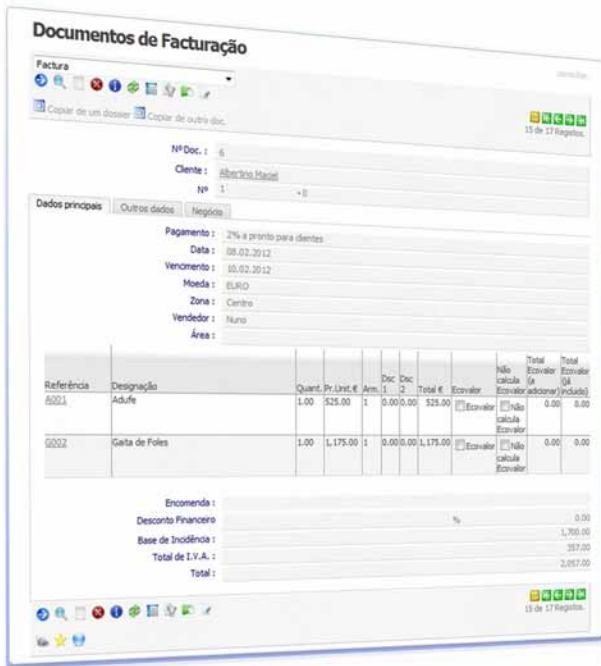 Documentos de Facturação
consultar...
Factura
Copiar de um dossier Copiar de outro doc.
15 de 17 Registos.
Nº Doc. : 6
Cliente : Albertino Maciel
Nº 1 - 0
Dados principais Outros dados Negócio
Pagamento : 2% a pronto para clientes
Data : 08.02.2012
Vencimento : 10.02.2012
Moeda : EURO
Zona : Centro
Vendedor : Nuno
Área :
Referência Designação Quant. Pr.Unit.€ Arm. Dsc 1 Dsc 2 Total € Ecovalor Não calcula Ecovalor Total Ecovalor (a adicionar) Total Ecovalor (já incluido)
A001 Adufe 1.00 525.00 1 0.00 0.00 525.00 Ecovalor Não calcula Ecovalor 0.00 0.00
G002 Gaita de Foles 1.00 1,175.00 1 0.00 0.00 1,175.00 Ecovalor Não calcula Ecovalor 0.00 0.00
Encomenda :
Desconto Financeiro % 0.00
Base de Incidência : 1,700.00
Total de I.V.A. : 357.00
Total : 2,057.00
15 de 17 Registos.